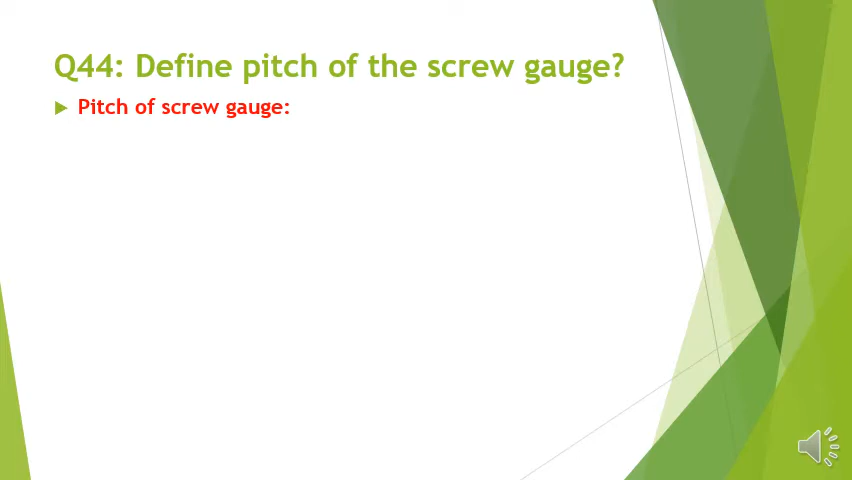 Q44: Define pitch of the screw gauge?
Pitch of screw gauge: